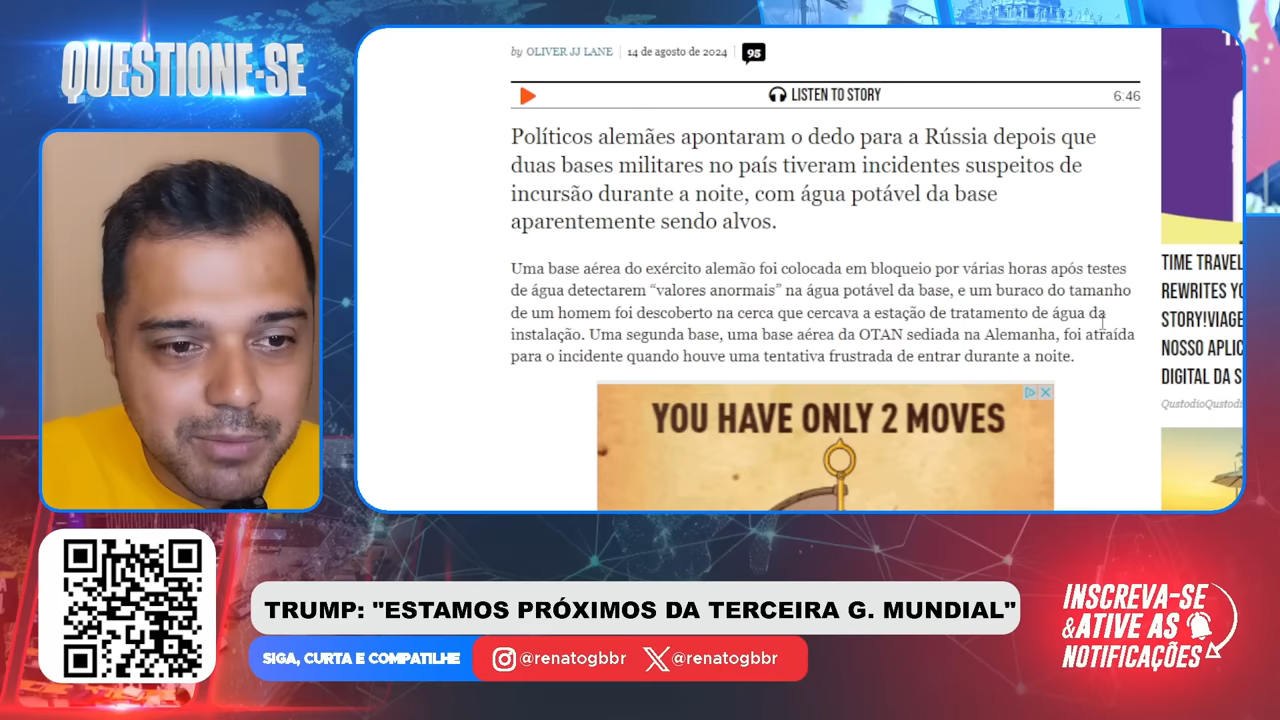 QUESTIONE-SE
by OLIVER JJ LANE | 14 de agosto de 2024 | 95
LISTEN TO STORY
6:46
Políticos alemães apontaram o dedo para a Rússia depois que
duas bases militares no país tiveram incidentes suspeitos de
incursão durante a noite, com água potável da base
aparentemente sendo alvos.
Uma base aérea do exército alemão foi colocada em bloqueio por várias horas após testes
de água detectarem “valores anormais” na água potável da base, e um buraco do tamanho
de um homem foi descoberto na cerca que cercava a estação de tratamento de água da
instalação. Uma segunda base, uma base aérea da OTAN sediada na Alemanha, foi atraída
para o incidente quando houve uma tentativa frustrada de entrar durante a noite.
YOU HAVE ONLY 2 MOVES
TIME TRAVEL
REWRITES
STORY!VIAGE
NOSSO APLIC
DIGITAL DA S
QustodioQustodi
TRUMP: "ESTAMOS PRÓXIMOS DA TERCEIRA G. MUNDIAL"
SIGA, CURTA E COMPATILHE
@renatogbbr
@renatogbbr
INSCREVA-SE
&ATIVE AS
NOTIFICAÇÕES